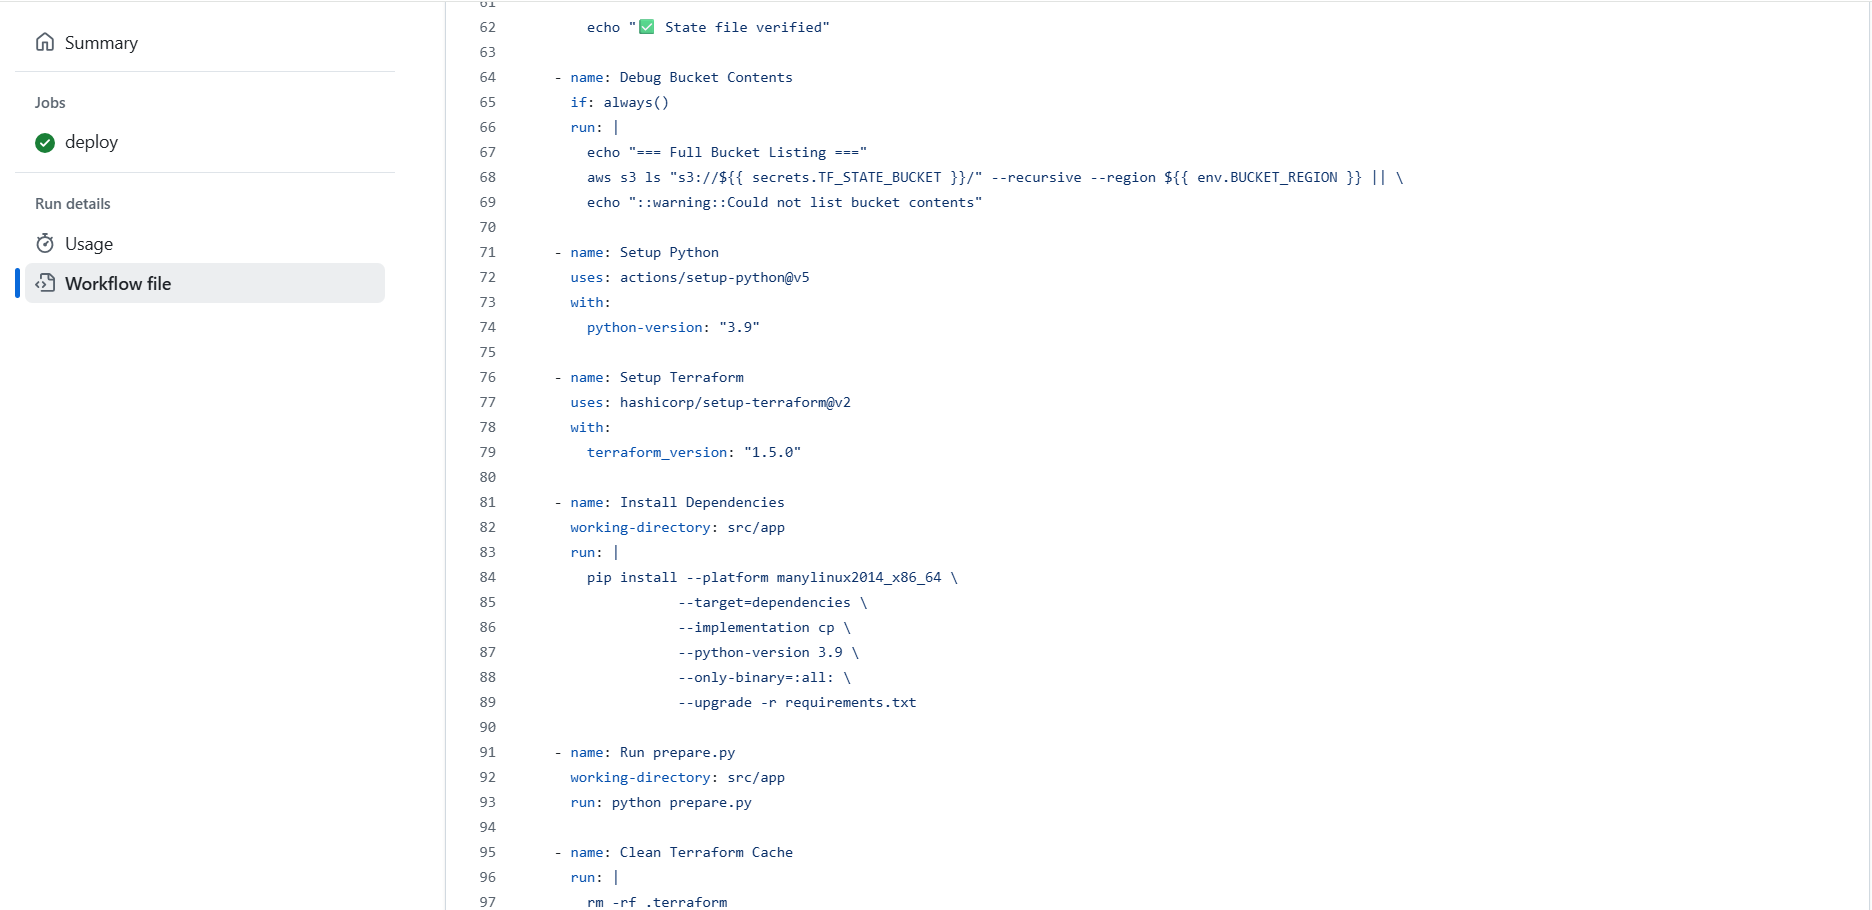 Summary
Jobs
deploy
Run details
Usage
Workflow file
61
62 echo "✅ State file verified"
63
64 - name: Debug Bucket Contents
65 if: always()
66 run: |
67 echo "=== Full Bucket Listing ==="
68 aws s3 ls "s3://${{ secrets.TF_STATE_BUCKET }}/" --recursive --region ${{ env.BUCKET_REGION }} || \
69 echo "::warning::Could not list bucket contents"
70
71 - name: Setup Python
72 uses: actions/setup-python@v5
73 with:
74 python-version: "3.9"
75
76 - name: Setup Terraform
77 uses: hashicorp/setup-terraform@v2
78 with:
79 terraform_version: "1.5.0"
80
81 - name: Install Dependencies
82 working-directory: src/app
83 run: |
84 pip install --platform manylinux2014_x86_64 \
85 --target=dependencies \
86 --implementation cp \
87 --python-version 3.9 \
88 --only-binary=:all: \
89 --upgrade -r requirements.txt
90
91 - name: Run prepare.py
92 working-directory: src/app
93 run: python prepare.py
94
95 - name: Clean Terraform Cache
96 run: |
97 rm -rf .terraform